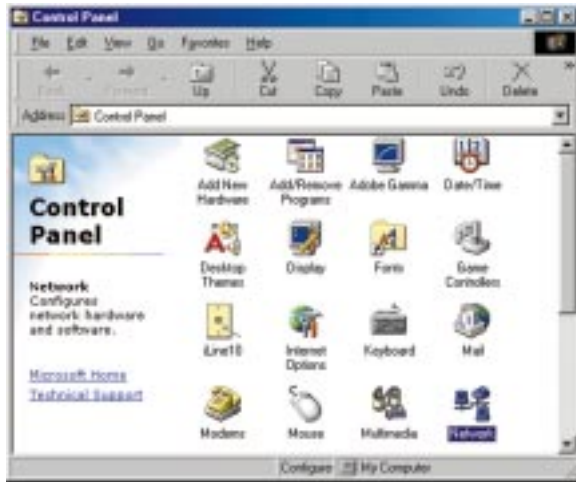 Control Panel
File Edit View Go Favorites Help
Up Cut Copy Paste Undo Delete
Address Control Panel
Control
Panel
Network
Configures
network hardware
and software.
Microsoft Home
Technical Support
Add New
Hardware
Add/Remove
Programs
Adobe Gamma
Date/Time
Desktop
Themes
Display
Fonts
Game
Controllers
iLine10
Internet
Options
Keyboard
Mail
Modems
Mouse
Multimedia
Network
Configure My Computer